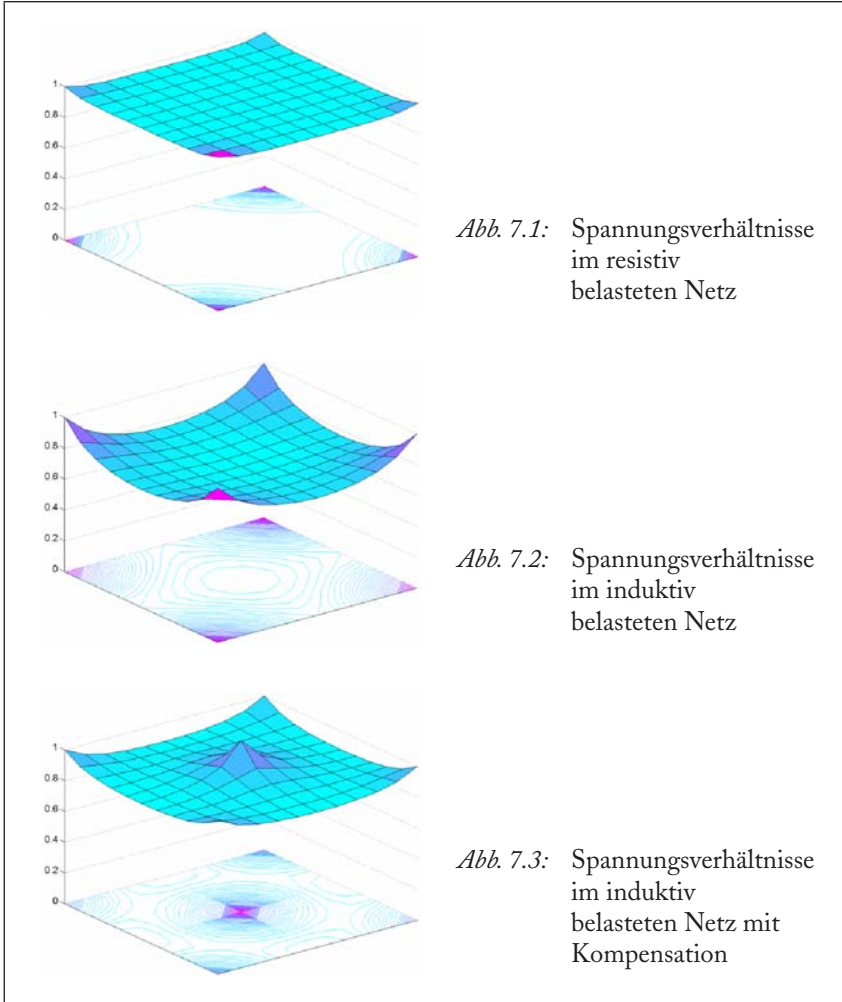 1
0.8
0.6
0.4
0.2
0
Abb. 7.1: Spannungsverhältnisse
im resistiv
belasteten Netz
1
0.8
0.6
0.4
0.2
0
Abb. 7.2: Spannungsverhältnisse
im induktiv
belasteten Netz
1
0.8
0.6
0.4
0.2
0
Abb. 7.3: Spannungsverhältnisse
im induktiv
belasteten Netz mit
Kompensation